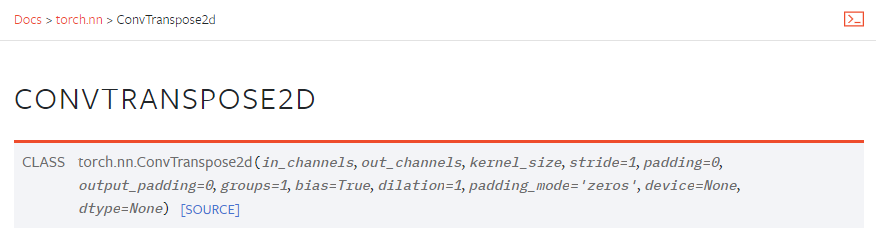 Docs > torch.nn > ConvTranspose2d
CONVTRANSPOSE2D
CLASS torch.nn.ConvTranspose2d(in_channels, out_channels, kernel_size, stride=1, padding=0,
output_padding=0, groups=1, bias=True, dilation=1, padding_mode='zeros', device=None,
dtype=None) [SOURCE]